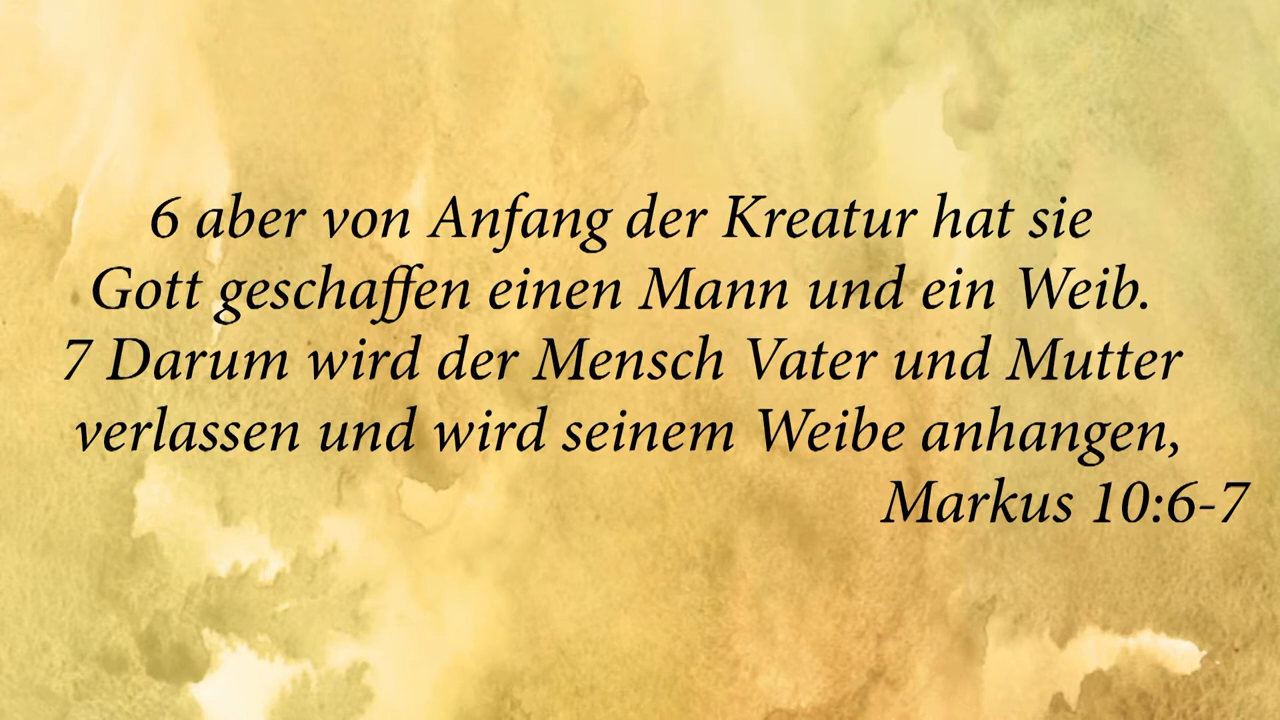 6 aber von Anfang der Kreatur hat sie
Gott geschaffen einen Mann und ein Weib.
7 Darum wird der Mensch Vater und Mutter
verlassen und wird seinem Weibe anhangen,
Markus 10:6-7